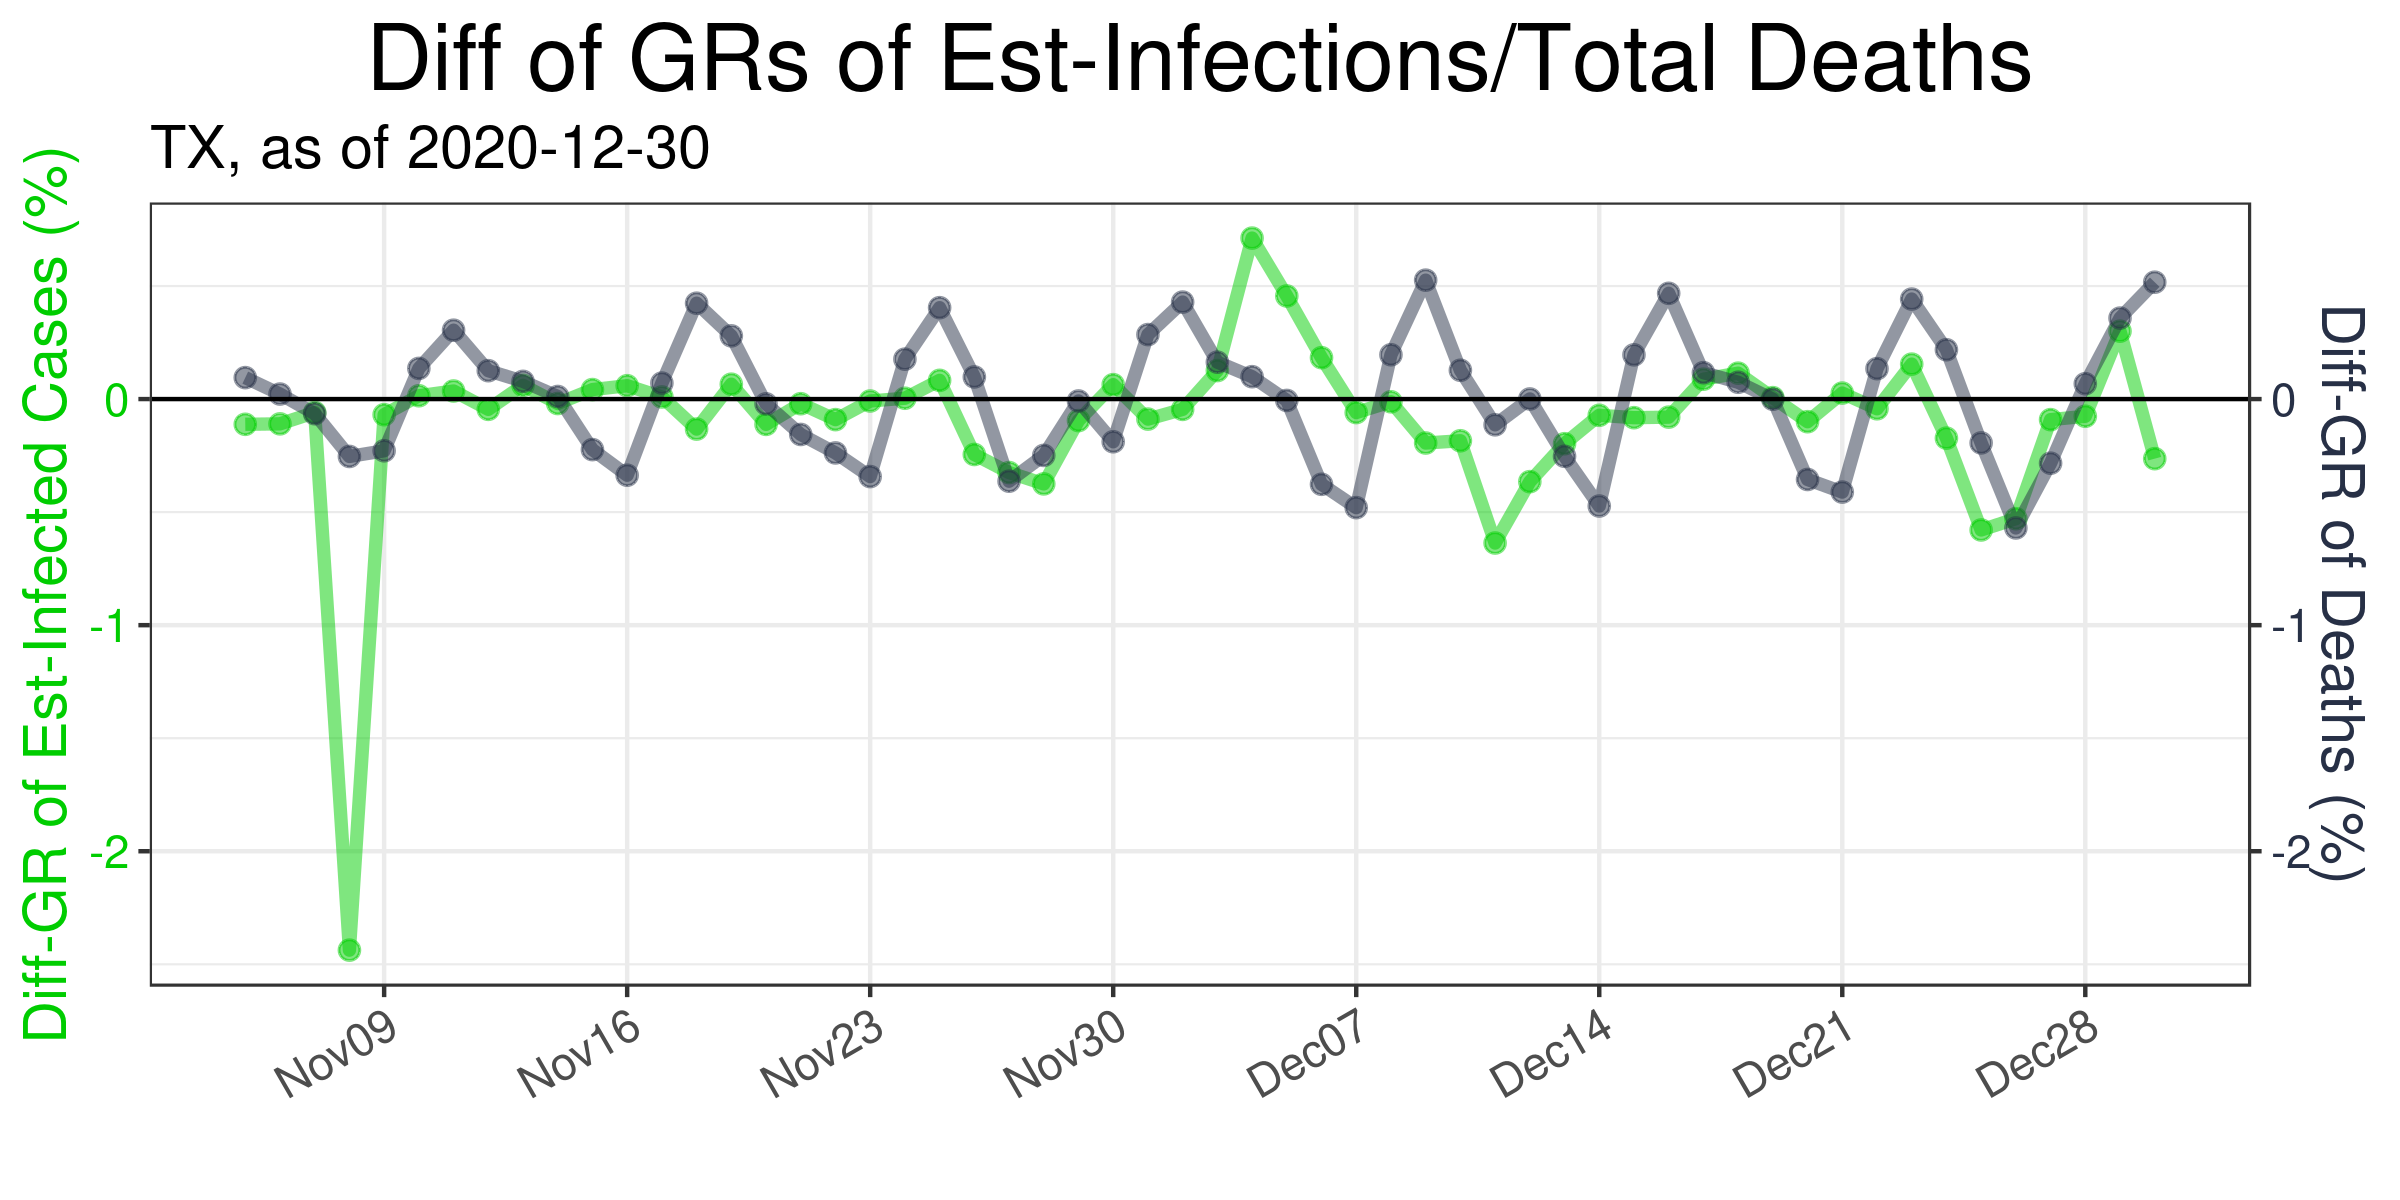 Diff of GRs of Est-Infections/Total Deaths
TX, as of 2020-12-30
Diff-GR of Est-Infected Cases (%)
0
-1
-2
0
-1
-2
Diff-GR of Deaths (%)
Nov09
Nov16
Nov23
Nov30
Dec07
Dec14
Dec21
Dec28